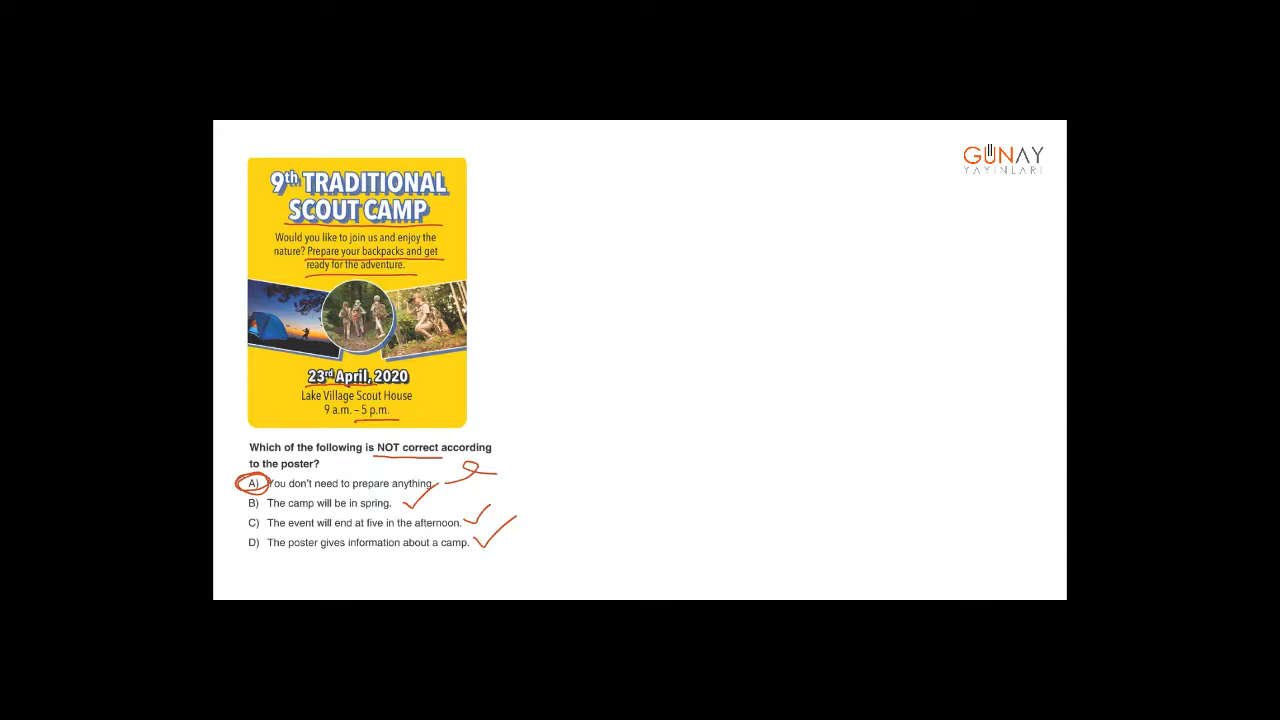 GÜNAY
YAYINLARI
9th TRADITIONAL
SCOUT CAMP
Would you like to join us and enjoy the
nature? Prepare your backpacks and get
ready for the adventure.
23rd April, 2020
Lake Village Scout House
9 a.m. – 5 p.m.
Which of the following is NOT correct according
to the poster?
A) You don't need to prepare anything.
B) The camp will be in spring.
C) The event will end at five in the afternoon.
D) The poster gives information about a camp.